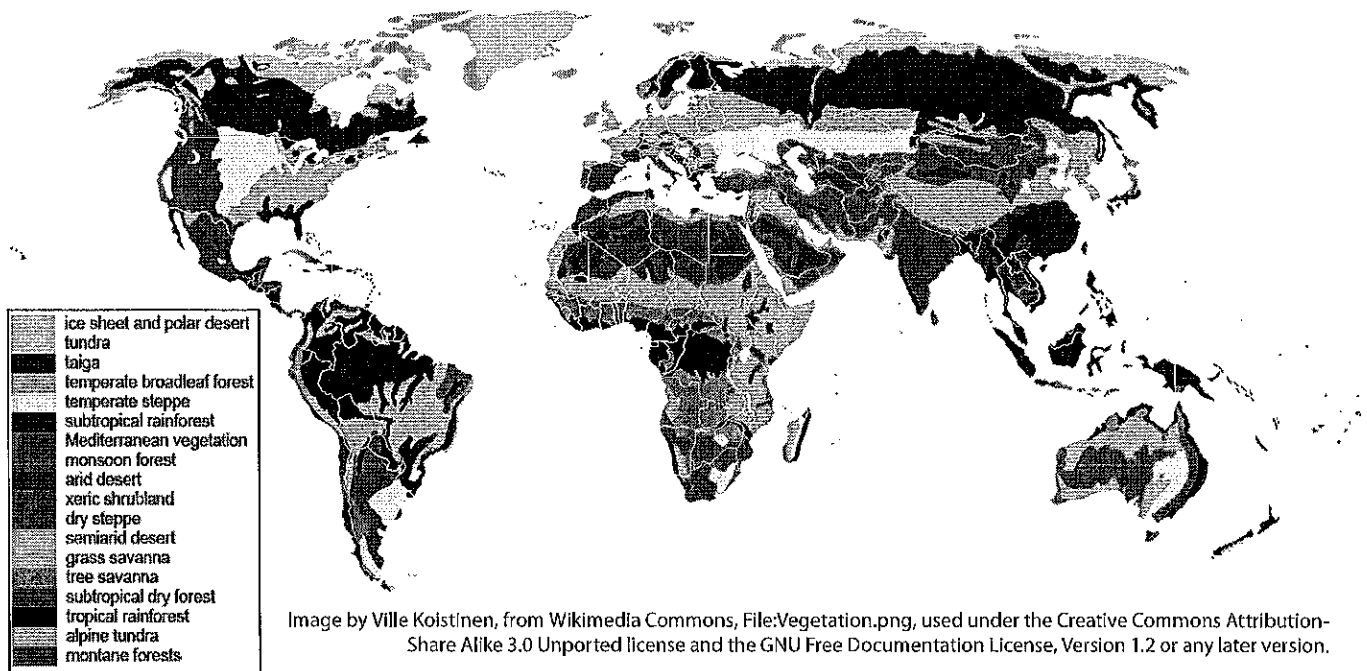 ice sheet and polar desert
tundra
taiga
temperate broadleaf forest
temperate steppe
subtropical rainforest
Mediterranean vegetation
monsoon forest
arid desert
xeric shrubland
dry steppe
semiarid desert
grass savanna
tree savanna
subtropical dry forest
tropical rainforest
alpine tundra
montane forests
Image by Ville Koistinen, from Wikimedia Commons, File:Vegetation.png, used under the Creative Commons Attribution-
Share Alike 3.0 Unported license and the GNU Free Documentation License, Version 1.2 or any later version.